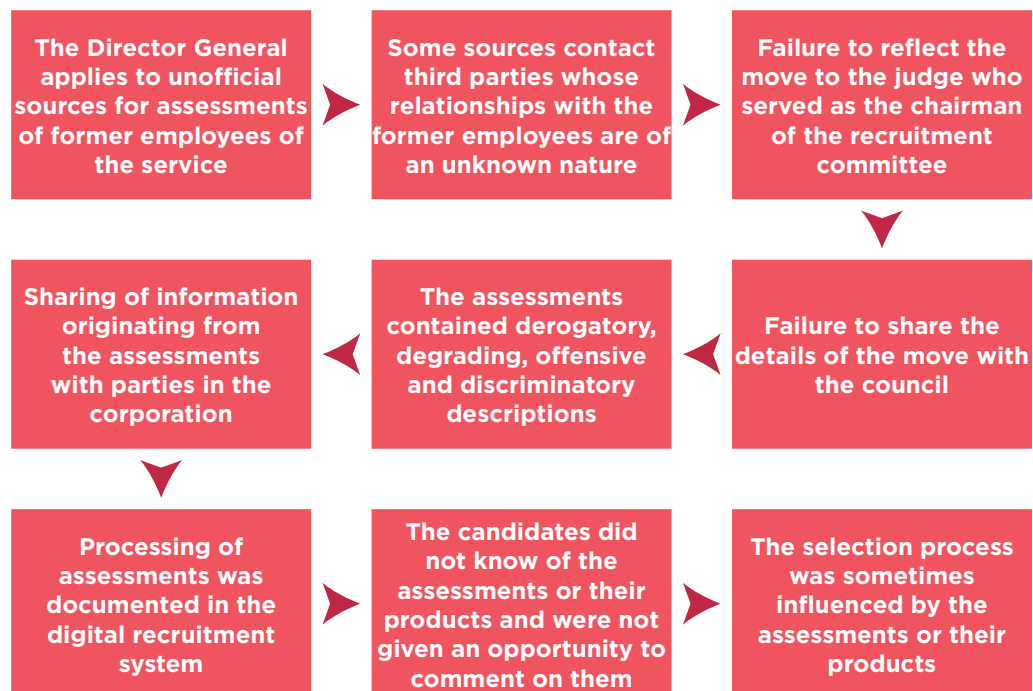 The Director General
applies to unofficial
sources for assessments
of former employees of
the service
Some sources contact
third parties whose
relationships with the
former employees are of
an unknown nature
Failure to reflect the
move to the judge who
served as the chairman
of the recruitment
committee
Failure to share the
details of the move with
the council
The assessments
contained derogatory,
degrading, offensive
and discriminatory
descriptions
Sharing of information
originating from
the assessments
with parties in the
corporation
Processing of
assessments was
documented in the
digital recruitment
system
The candidates did
not know of the
assessments or their
products and were not
given an opportunity to
comment on them
The selection process
was sometimes
influenced by the
assessments or their
products